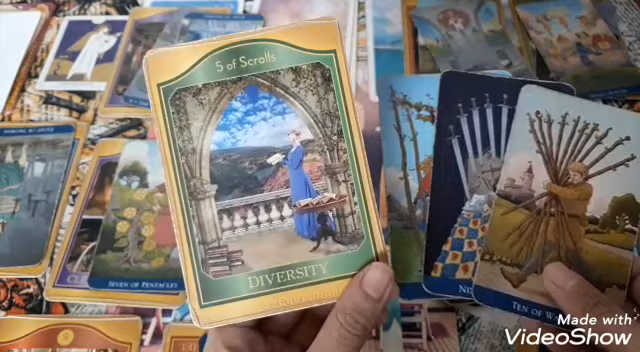 5 of Scrolls
DIVERSITY
SEVEN OF PENTACLES
TEN OF
Made with
VideoShow